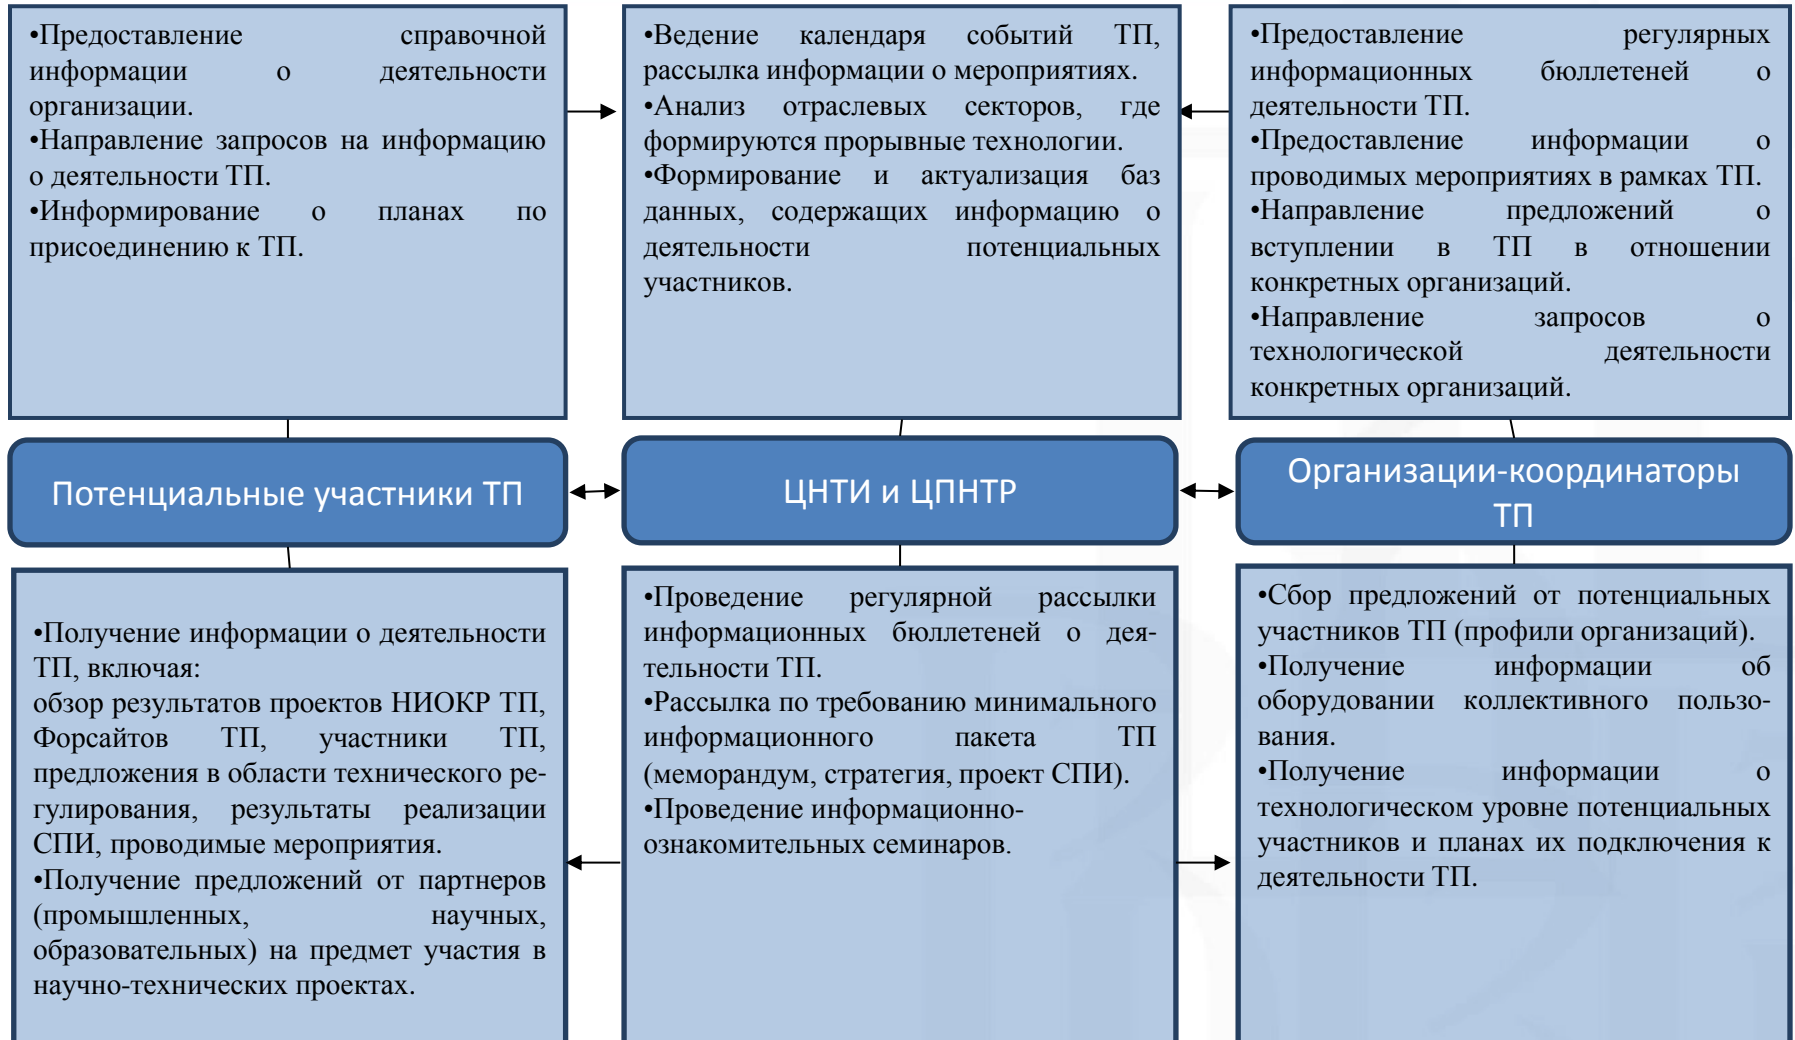 •Предоставление справочной
информации о деятельности
организации.
•Направление запросов на информацию
о деятельности ТП.
•Информирование о планах по
присоединению к ТП.
•Ведение календаря событий ТП,
рассылка информации о мероприятиях.
•Анализ отраслевых секторов, где
формируются прорывные технологии.
•Формирование и актуализация баз
данных, содержащих информацию о
деятельности потенциальных
участников.
•Предоставление регулярных
информационных бюллетеней о
деятельности ТП.
•Предоставление информации о
проводимых мероприятиях в рамках ТП.
•Направление предложений о
вступлении в ТП в отношении
конкретных организаций.
•Направление запросов о
технологической деятельности
конкретных организаций.
Потенциальные участники ТП
ЦНТИ и ЦПНТР
Организации-координаторы
ТП
•Получение информации о деятельности
ТП, включая:
обзор результатов проектов НИОКР ТП,
Форсайтов ТП, участники ТП,
предложения в области технического ре-
гулирования, результаты реализации
СПИ, проводимые мероприятия.
•Получение предложений от партнеров
(промышленных, научных,
образовательных) на предмет участия в
научно-технических проектах.
•Проведение регулярной рассылки
информационных бюллетеней о дея-
тельности ТП.
•Рассылка по требованию минимального
информационного пакета ТП
(меморандум, стратегия, проект СПИ).
•Проведение информационно-
ознакомительных семинаров.
•Сбор предложений от потенциальных
участников ТП (профили организаций).
•Получение информации об
оборудовании коллективного пользо-
вания.
•Получение информации о
технологическом уровне потенциальных
участников и планах их подключения к
деятельности ТП.